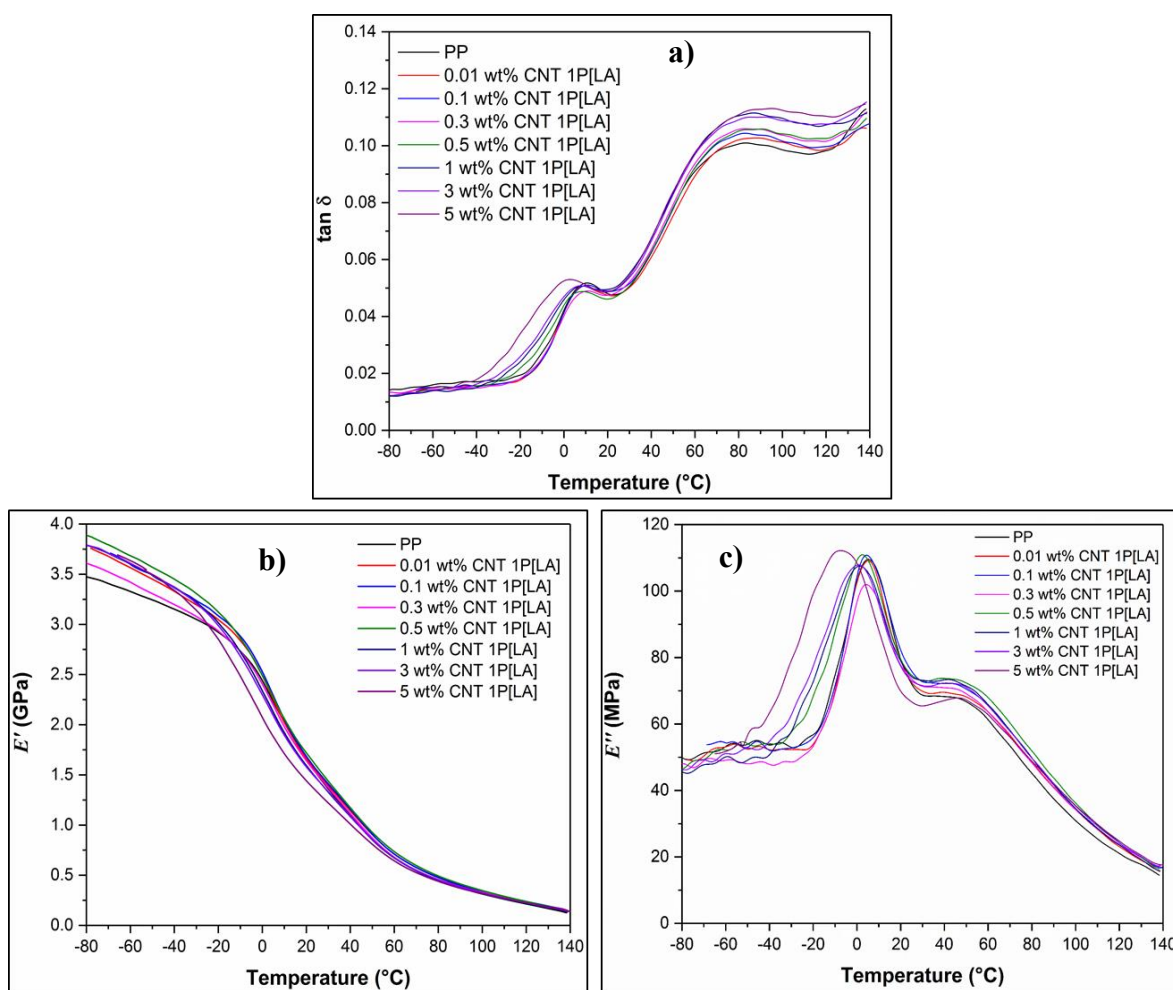 a)
PP
0.01 wt% CNT 1P[LA]
0.1 wt% CNT 1P[LA]
0.3 wt% CNT 1P[LA]
0.5 wt% CNT 1P[LA]
1 wt% CNT 1P[LA]
3 wt% CNT 1P[LA]
5 wt% CNT 1P[LA]
tan δ
0.14
0.12
0.10
0.08
0.06
0.04
0.02
0.00
-80 -60 -40 -20 0 20 40 60 80 100 120 140
Temperature (°C)
b)
PP
0.01 wt% CNT 1P[LA]
0.1 wt% CNT 1P[LA]
0.3 wt% CNT 1P[LA]
0.5 wt% CNT 1P[LA]
1 wt% CNT 1P[LA]
3 wt% CNT 1P[LA]
5 wt% CNT 1P[LA]
E' (GPa)
4.0
3.5
3.0
2.5
2.0
1.5
1.0
0.5
0.0
-80 -60 -40 -20 0 20 40 60 80 100 120 140
Temperature (°C)
c)
PP
0.01 wt% CNT 1P[LA]
0.1 wt% CNT 1P[LA]
0.3 wt% CNT 1P[LA]
0.5 wt% CNT 1P[LA]
1 wt% CNT 1P[LA]
3 wt% CNT 1P[LA]
5 wt% CNT 1P[LA]
E'' (MPa)
120
100
80
60
40
20
0
-80 -60 -40 -20 0 20 40 60 80 100 120 140
Temperature (°C)